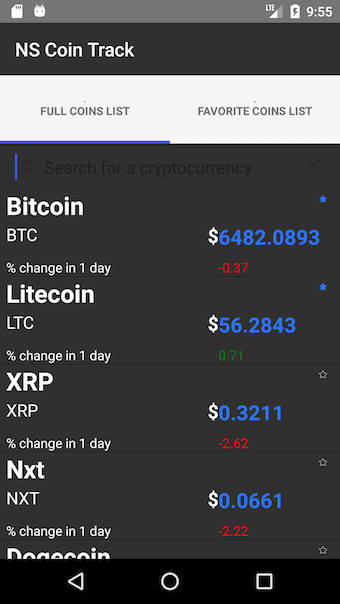 LTE 9:55
NS Coin Track
FULL COINS LIST
FAVORITE COINS LIST
Search for a cryptocurrency
Bitcoin
BTC $6482.0893
% change in 1 day -0.37
Litecoin
LTC $56.2843
% change in 1 day 0.71
XRP
XRP $0.3211
% change in 1 day -2.62
Nxt
NXT $0.0661
% change in 1 day -2.22
Dogecoin